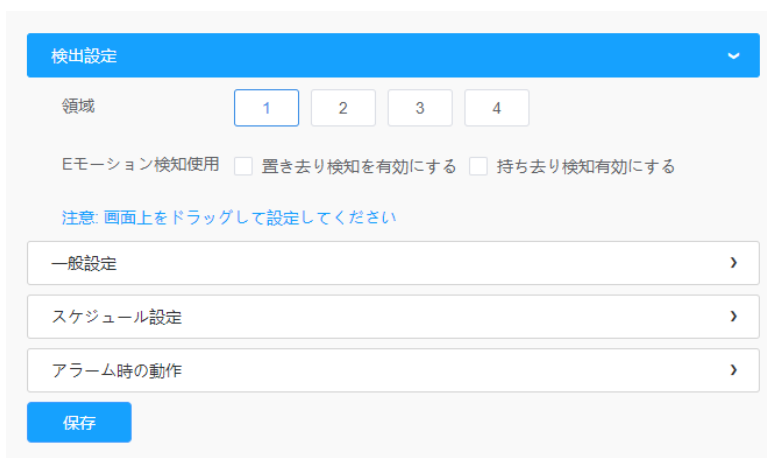 検出設定
領域 1 2 3 4
Eモーション検知使用 置き去り検知を有効にする 持ち去り検知有効にする
注意: 画面上をドラッグして設定してください
一般設定
スケジュール設定
アラーム時の動作
保存